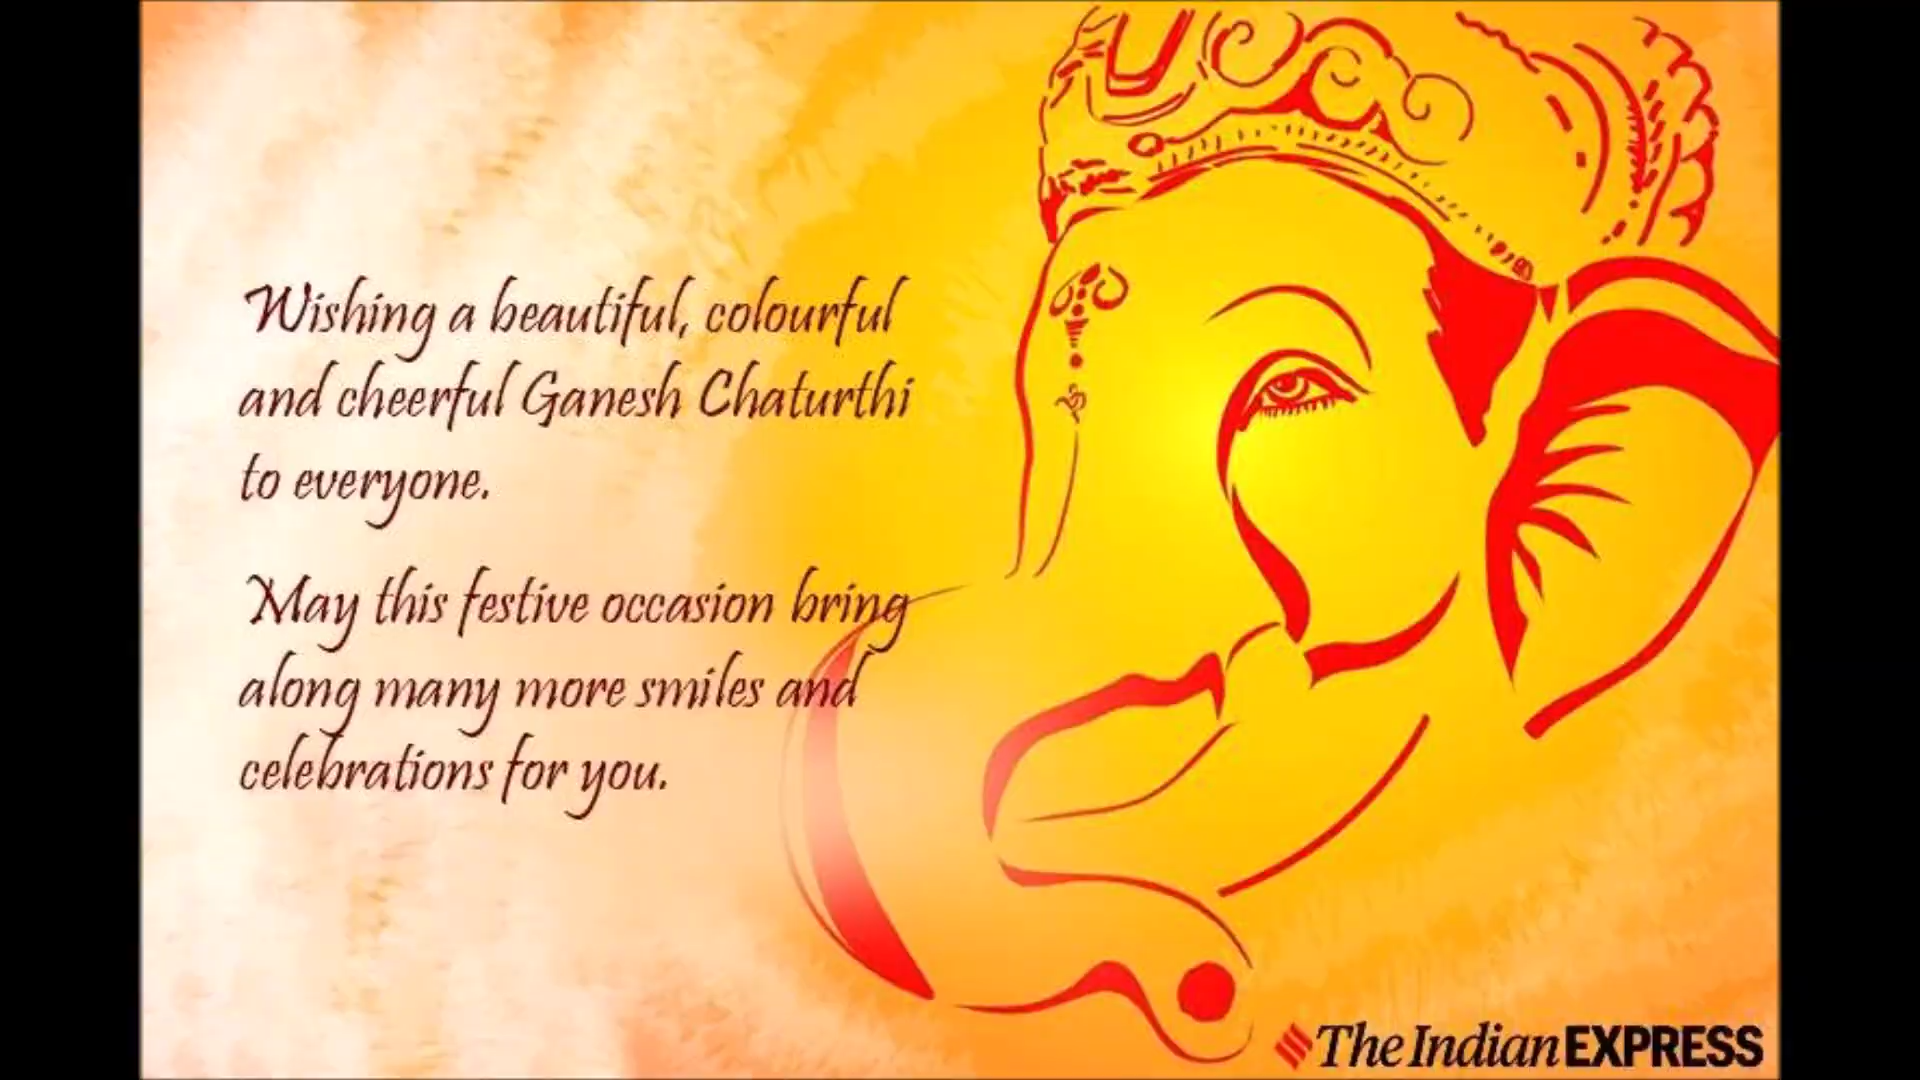 Wishing a beautiful, colourful
and cheerful Ganesh Chaturthi
to everyone.
May this festive occasion bring
along many more smiles and
celebrations for you.
The Indian EXPRESS